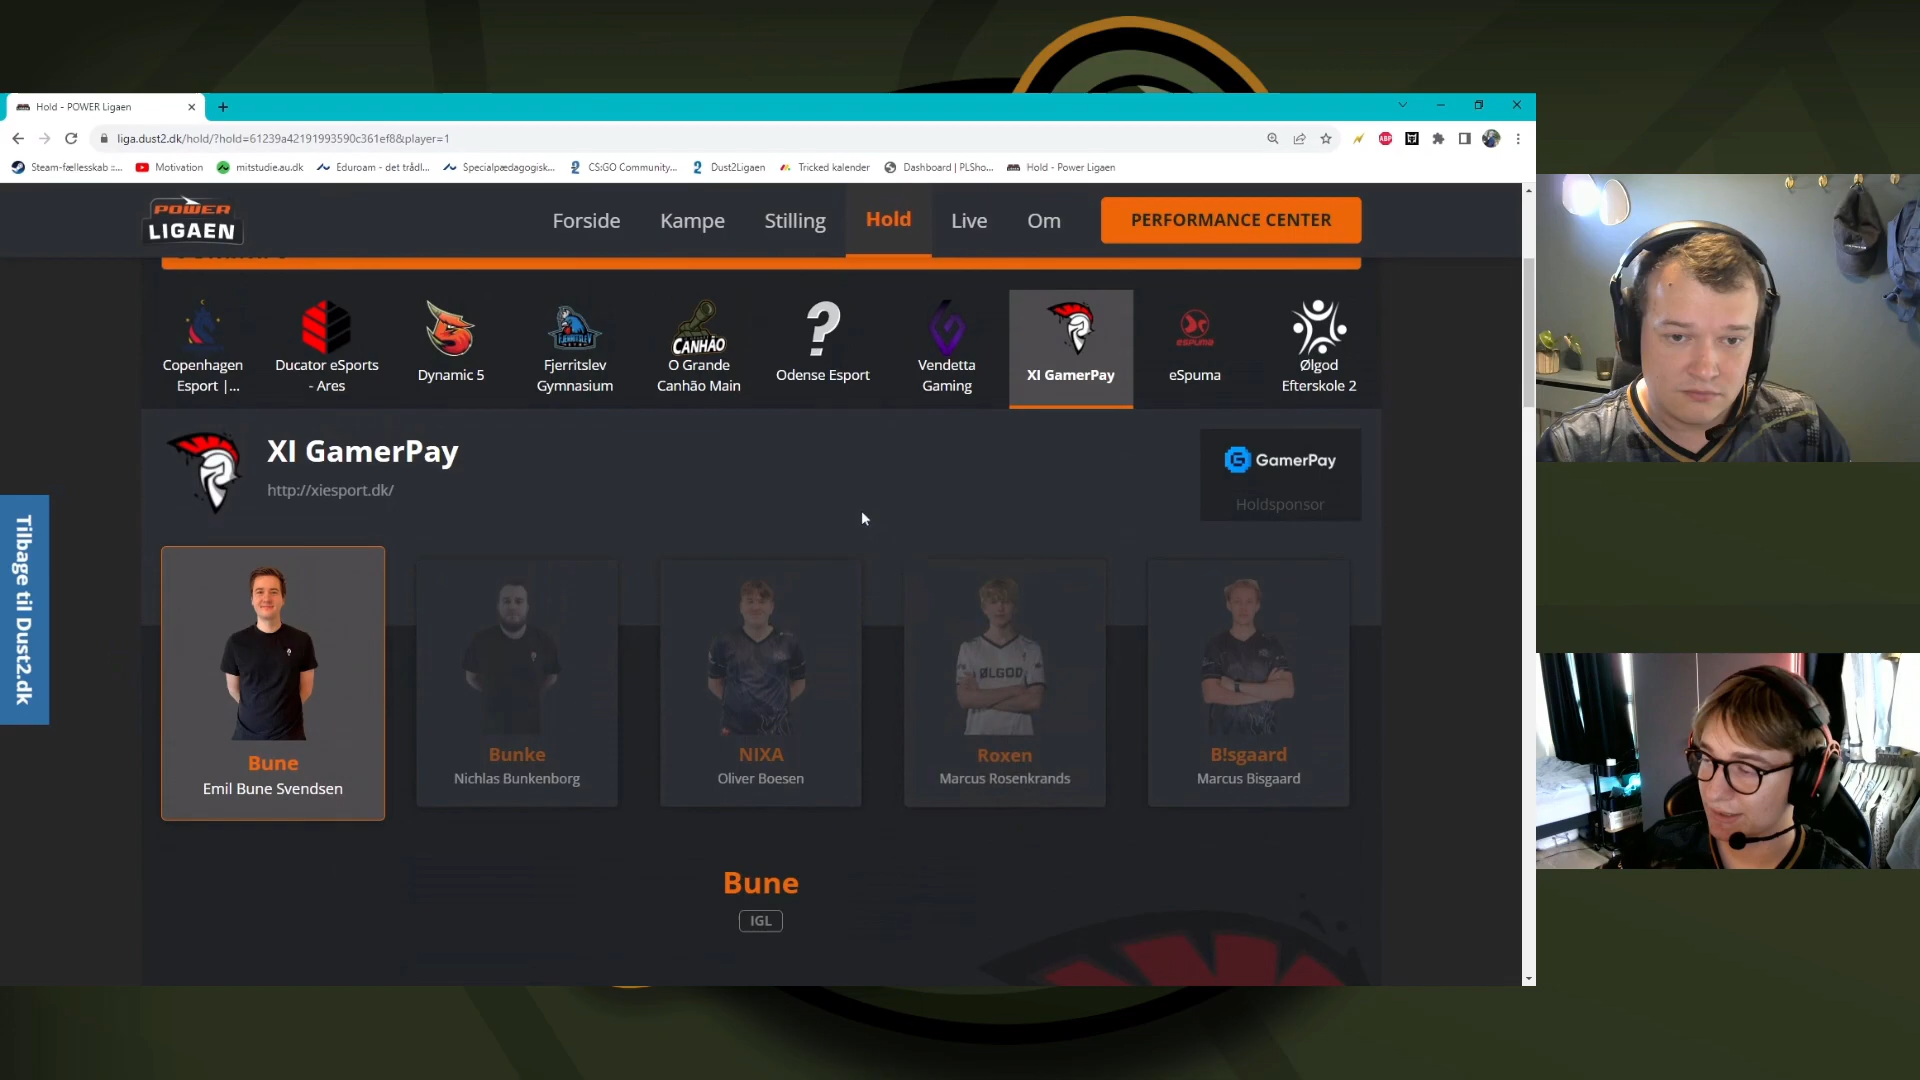 Hold - POWER Ligaen
liga.dust2.dk/hold/?hold=61239a42191993590c361ef8&player=1
Steam-fællesskab ::...
Motivation
mitstudie.au.dk
Eduroam - det trådl...
Specialpædagogisk...
CS:GO Community...
Dust2Ligaen
Tricked kalender
Dashboard | PLSho...
Hold - Power Ligaen
POWER
LIGAEN
Forside
Kampe
Stilling
Hold
Live
Om
PERFORMANCE CENTER
Copenhagen
Esport |...
Ducator eSports
- Ares
Dynamic 5
Fjerritslev
Gymnasium
CANHÃO
O Grande
Canhão Main
Odense Esport
Vendetta
Gaming
XI GamerPay
ESPUMA
eSpuma
Ølgod
Efterskole 2
XI GamerPay
http://xiesport.dk/
GamerPay
Holdsponsor
Tilbage til Dust2.dk
Bune
Emil Bune Svendsen
Bunke
Nichlas Bunkenborg
NIXA
Oliver Boesen
ØLGOD
Roxen
Marcus Rosenkrands
B!sgaard
Marcus Bisgaard
Bune
IGL